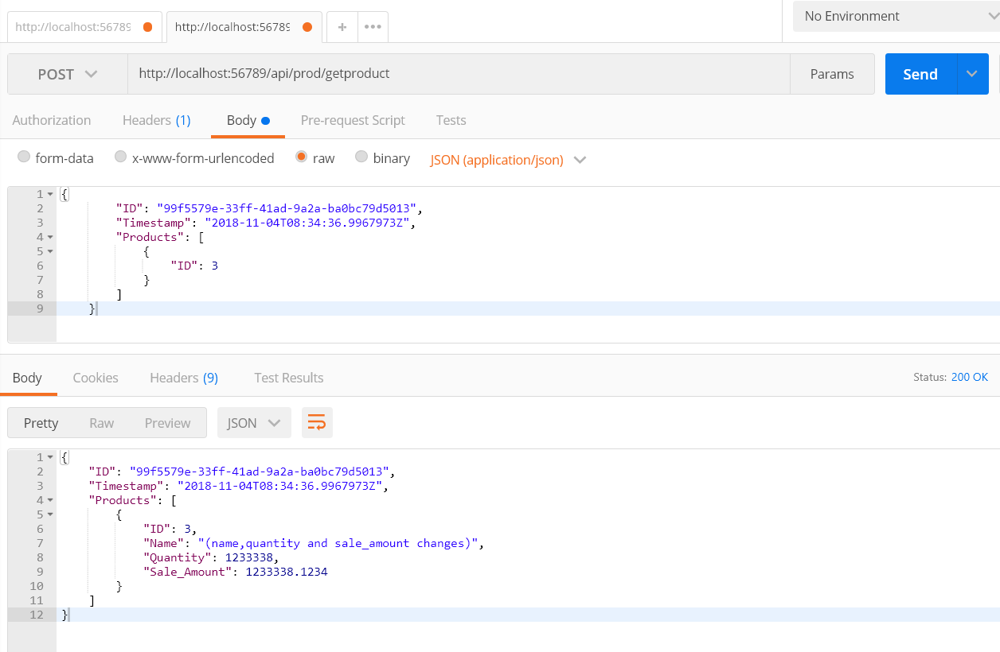 http://localhost:56789 http://localhost:56789 + ••• No Environment
POST http://localhost:56789/api/prod/getproduct Params Send
Authorization Headers (1) Body Pre-request Script Tests
form-data x-www-form-urlencoded raw binary JSON (application/json)
1 {
2 "ID": "99f5579e-33ff-41ad-9a2a-ba0bc79d5013",
3 "Timestamp": "2018-11-04T08:34:36.9967973Z",
4 "Products": [
5 {
6 "ID": 3
7 }
8 ]
9 }
Body Cookies Headers (9) Test Results Status: 200 OK
Pretty Raw Preview JSON
1 {
2 "ID": "99f5579e-33ff-41ad-9a2a-ba0bc79d5013",
3 "Timestamp": "2018-11-04T08:34:36.9967973Z",
4 "Products": [
5 {
6 "ID": 3,
7 "Name": "(name,quantity and sale_amount changes)",
8 "Quantity": 1233338,
9 "Sale_Amount": 1233338.1234
10 }
11 ]
12 }